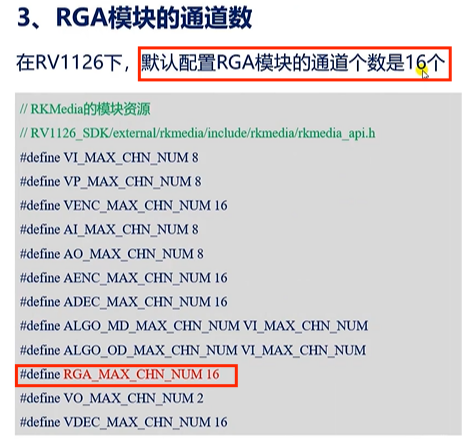 3、RGA模块的通道数
在RV1126下，默认配置RGA模块的通道个数是16个
// RKMedia的模块资源
// RV1126_SDK/external/rkmedia/include/rkmedia/rkmedia_api.h
#define VI_MAX_CHN_NUM 8
#define VP_MAX_CHN_NUM 8
#define VENC_MAX_CHN_NUM 16
#define AI_MAX_CHN_NUM 8
#define AO_MAX_CHN_NUM 8
#define AENC_MAX_CHN_NUM 16
#define ADEC_MAX_CHN_NUM 16
#define ALGO_MD_MAX_CHN_NUM VI_MAX_CHN_NUM
#define ALGO_OD_MAX_CHN_NUM VI_MAX_CHN_NUM
#define RGA_MAX_CHN_NUM 16
#define VO_MAX_CHN_NUM 2
#define VDEC_MAX_CHN_NUM 16